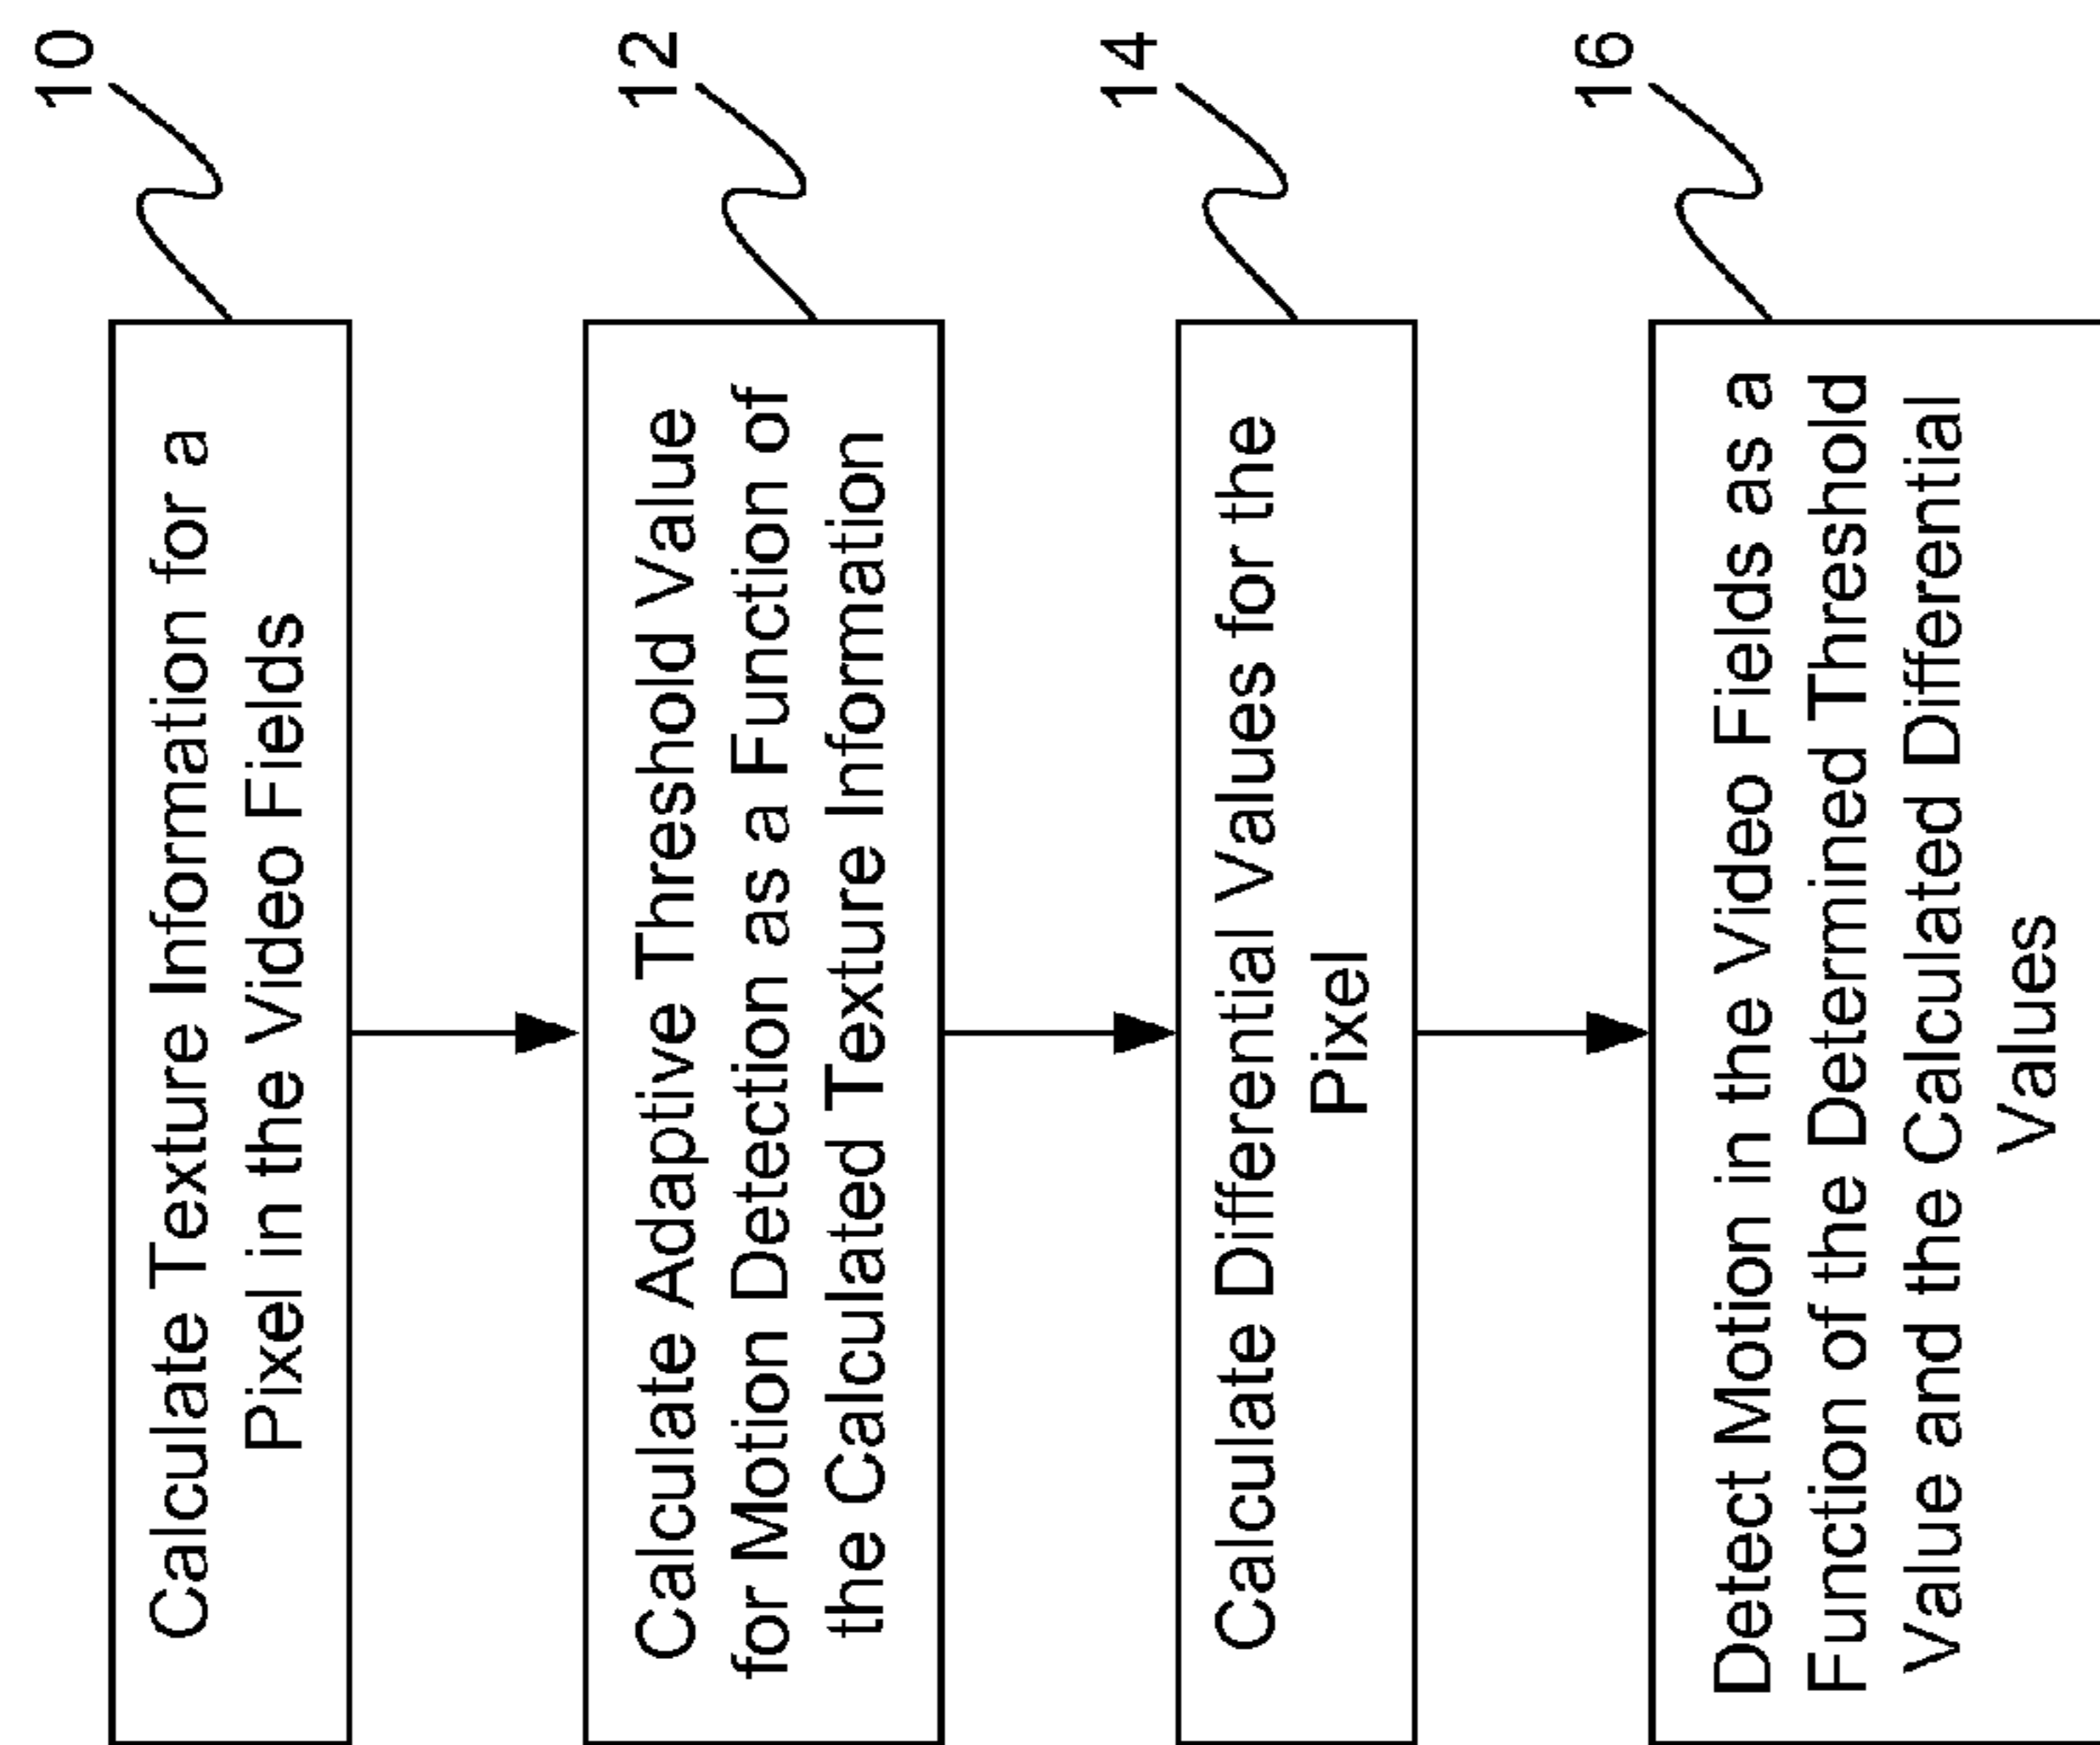 10
Calculate Texture Information for a
Pixel in the Video Fields
12
Calculate Adaptive Threshold Value
for Motion Detection as a Function of
the Calculated Texture Information
14
Calculate Differential Values for the
Pixel
16
Detect Motion in the Video Fields as a
Function of the Determined Threshold
Value and the Calculated Differential
Values